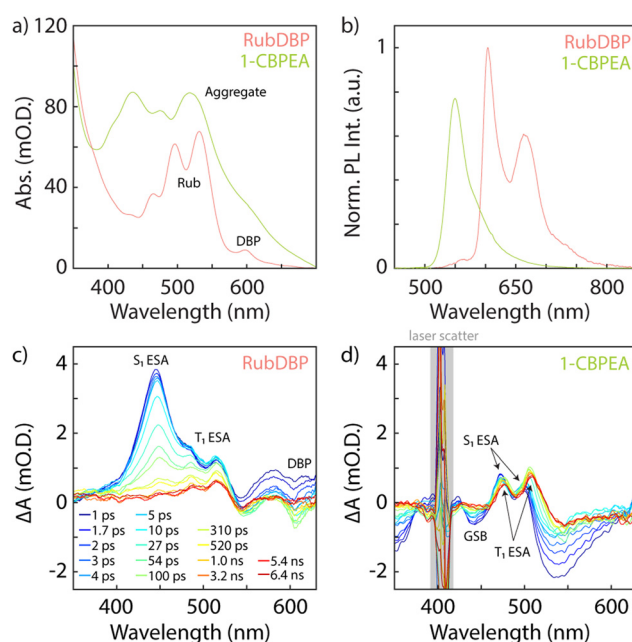 a)
RubDBP
1-CBPEA
Aggregate
Rub
DBP
Abs. (mO.D.)
120
80
40
0
400 500 600
Wavelength (nm)
b)
RubDBP
1-CBPEA
Norm. PL Int. (a.u.)
1
0
500 650 800
Wavelength (nm)
c)
RubDBP
S₁ ESA
T₁ ESA
DBP
ΔA (mO.D.)
4
2
0
-2
1 ps 5 ps 310 ps
1.7 ps 10 ps 520 ps
2 ps 27 ps 1.0 ns 5.4 ns
3 ps 54 ps 3.2 ns 6.4 ns
4 ps 100 ps
400 500 600
Wavelength (nm)
laser scatter
d)
1-CBPEA
S₁ ESA
GSB
T₁ ESA
ΔA (mO.D.)
4
2
0
-2
400 500 600
Wavelength (nm)